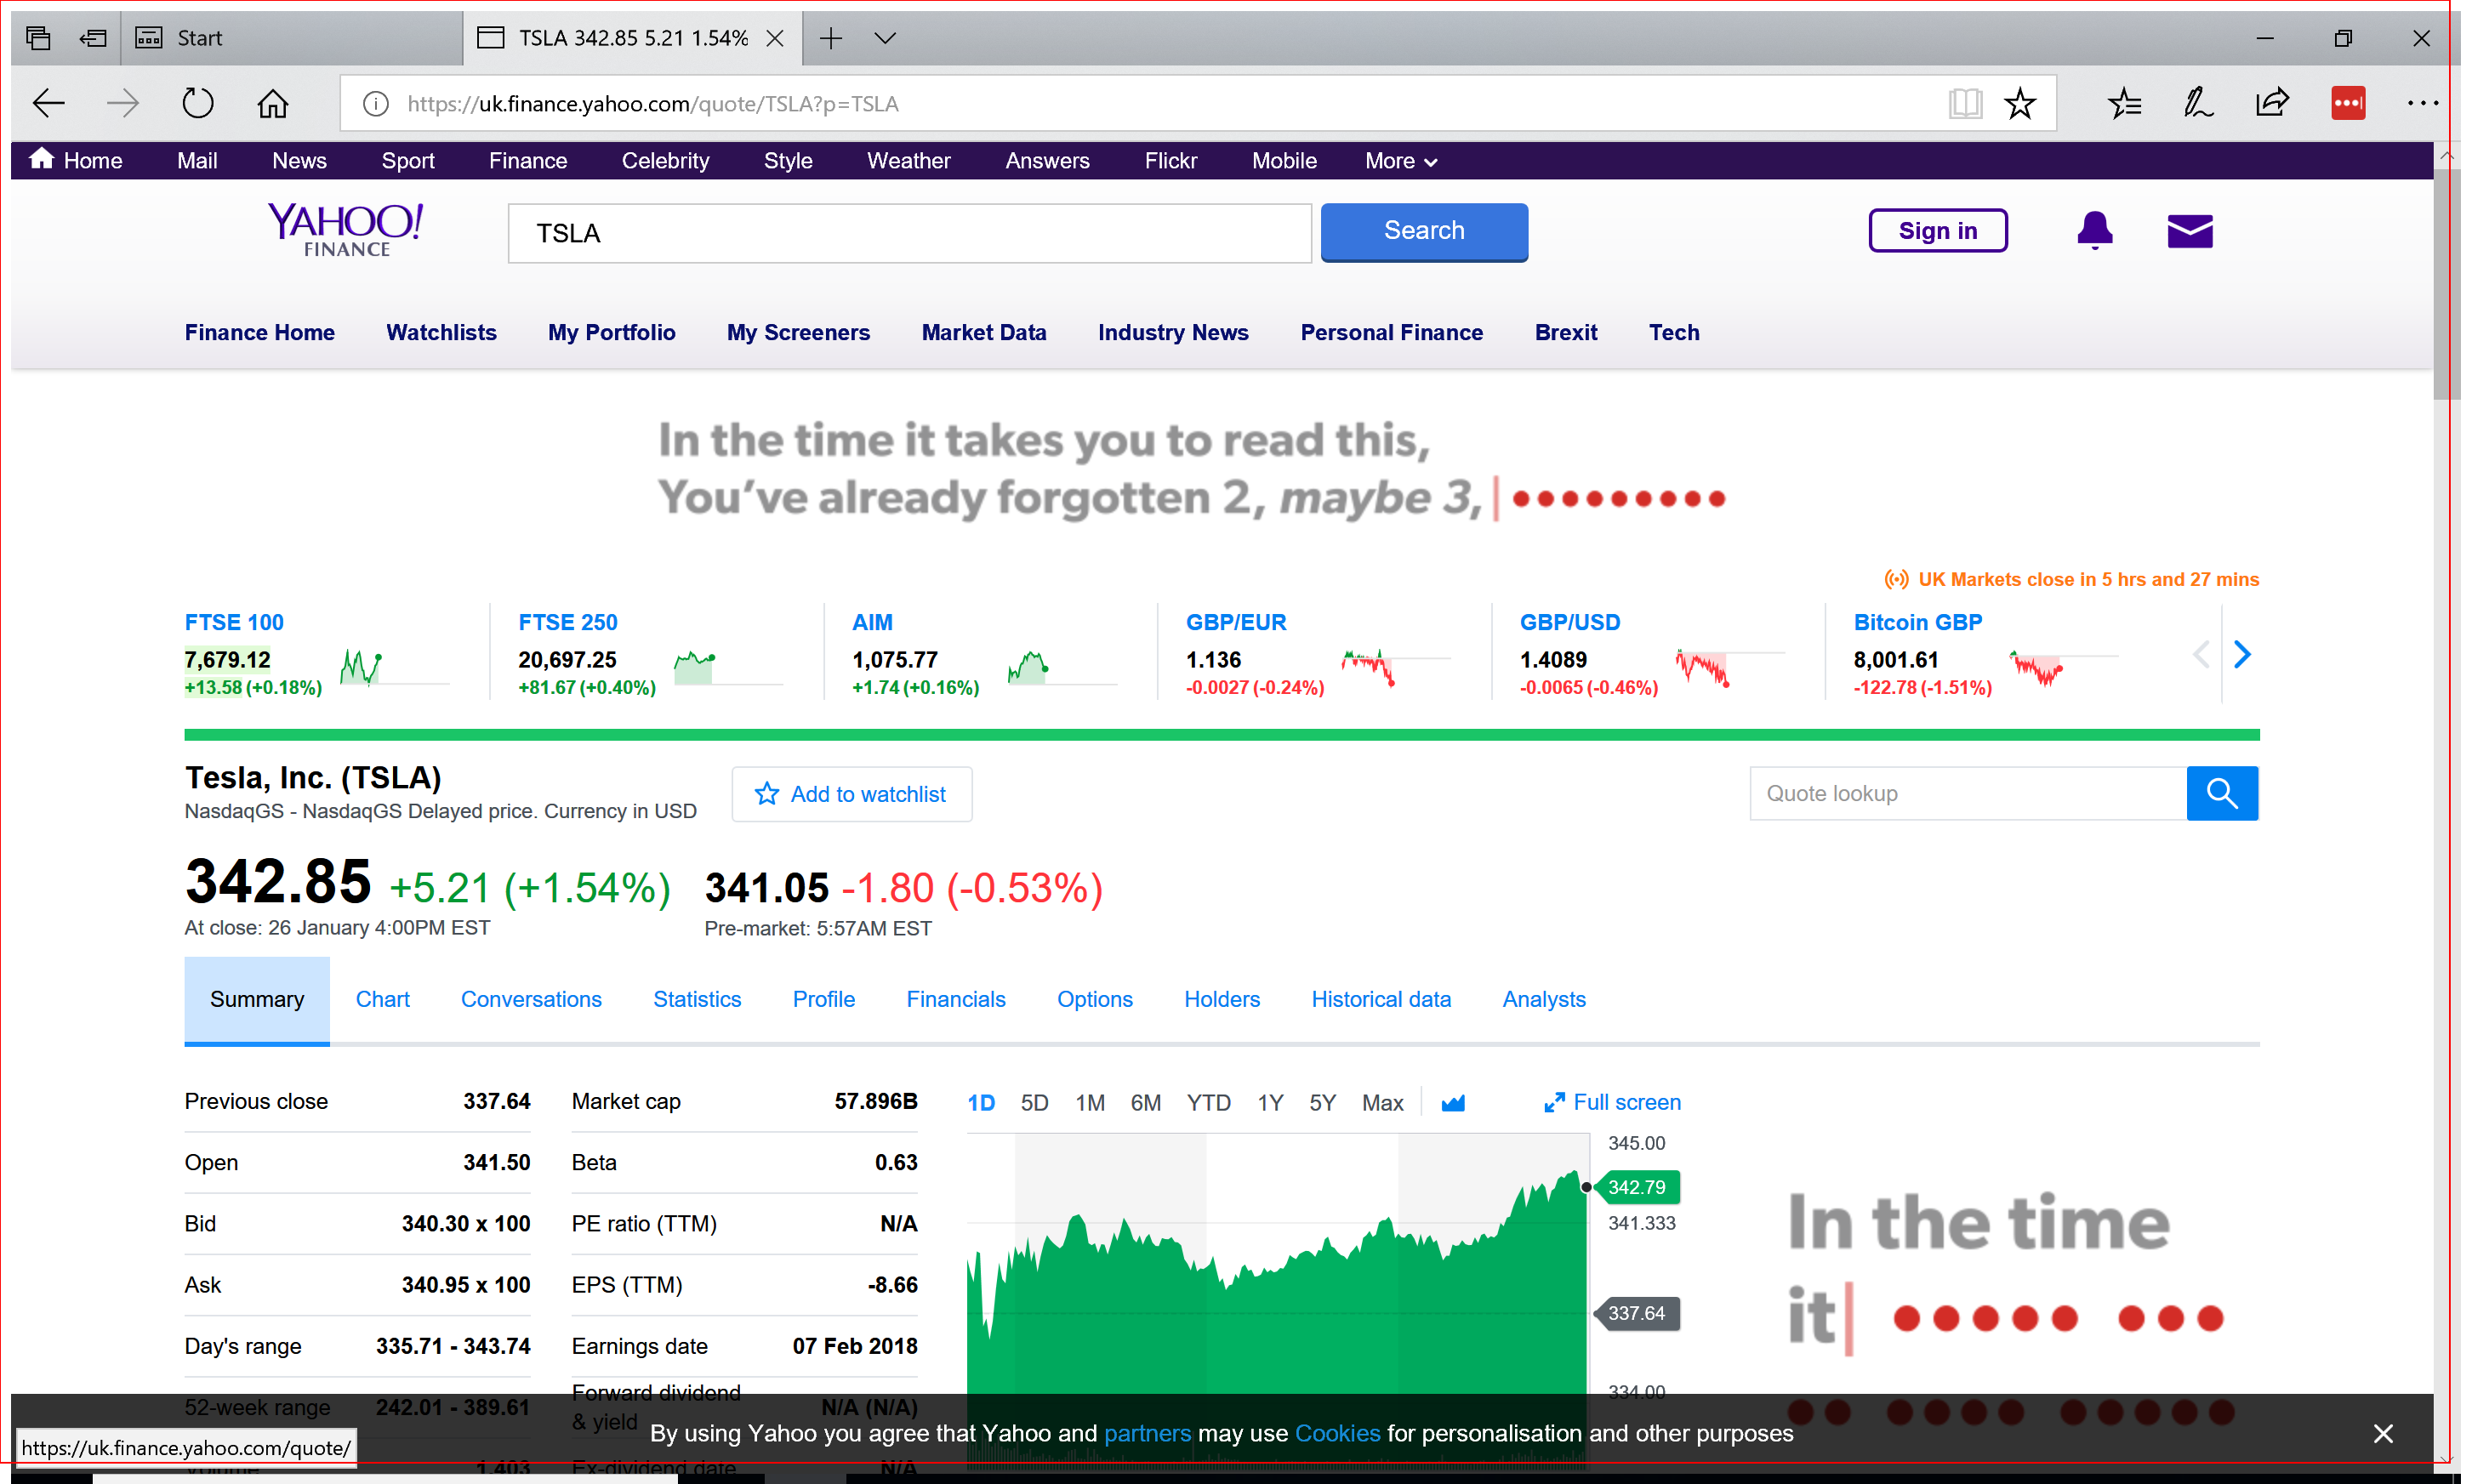 Start
TSLA 342.85 5.21 1.54%
https://uk.finance.yahoo.com/quote/TSLA?p=TSLA
Home Mail News Sport Finance Celebrity Style Weather Answers Flickr Mobile More
YAHOO!
FINANCE
TSLA
Search
Sign in
Finance Home Watchlists My Portfolio My Screeners Market Data Industry News Personal Finance Brexit Tech
In the time it takes you to read this,
You've already forgotten 2, maybe 3,
UK Markets close in 5 hrs and 27 mins
FTSE 100
7,679.12
+13.58 (+0.18%)
FTSE 250
20,697.25
+81.67 (+0.40%)
AIM
1,075.77
+1.74 (+0.16%)
GBP/EUR
1.136
-0.0027 (-0.24%)
GBP/USD
1.4089
-0.0065 (-0.46%)
Bitcoin GBP
8,001.61
-122.78 (-1.51%)
Tesla, Inc. (TSLA)
NasdaqGS - NasdaqGS Delayed price. Currency in USD
Add to watchlist
Quote lookup
342.85 +5.21 (+1.54%)
At close: 26 January 4:00PM EST
341.05 -1.80 (-0.53%)
Pre-market: 5:57AM EST
Summary Chart Conversations Statistics Profile Financials Options Holders Historical data Analysts
Previous close 337.64
Open 341.50
Bid 340.30 x 100
Ask 340.95 x 100
Day's range 335.71 - 343.74
52-week range 242.01 - 389.61
Volume 1,403
Market cap 57.896B
Beta 0.63
PE ratio (TTM) N/A
EPS (TTM) -8.66
Earnings date 07 Feb 2018
Forward dividend
& yield N/A (N/A)
Ex-dividend date N/A
1D 5D 1M 6M YTD 1Y 5Y Max
Full screen
345.00
342.79
341.333
337.64
334.00
In the time
it
By using Yahoo you agree that Yahoo and partners may use Cookies for personalisation and other purposes
https://uk.finance.yahoo.com/quote/